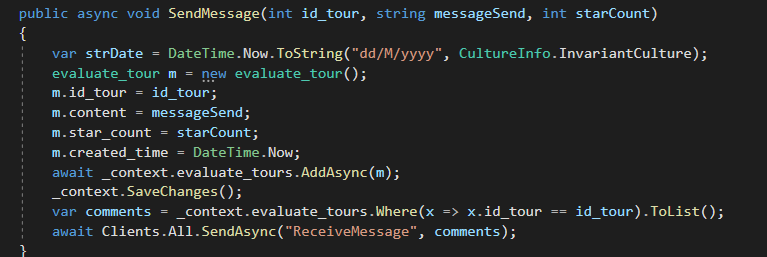 public async void SendMessage(int id_tour, string messageSend, int starCount)
{
var strDate = DateTime.Now.ToString("dd/M/yyyy", CultureInfo.InvariantCulture);
evaluate_tour m = new evaluate_tour();
m.id_tour = id_tour;
m.content = messageSend;
m.star_count = starCount;
m.created_time = DateTime.Now;
await _context.evaluate_tours.AddAsync(m);
_context.SaveChanges();
var comments = _context.evaluate_tours.Where(x => x.id_tour == id_tour).ToList();
await Clients.All.SendAsync("ReceiveMessage", comments);
}